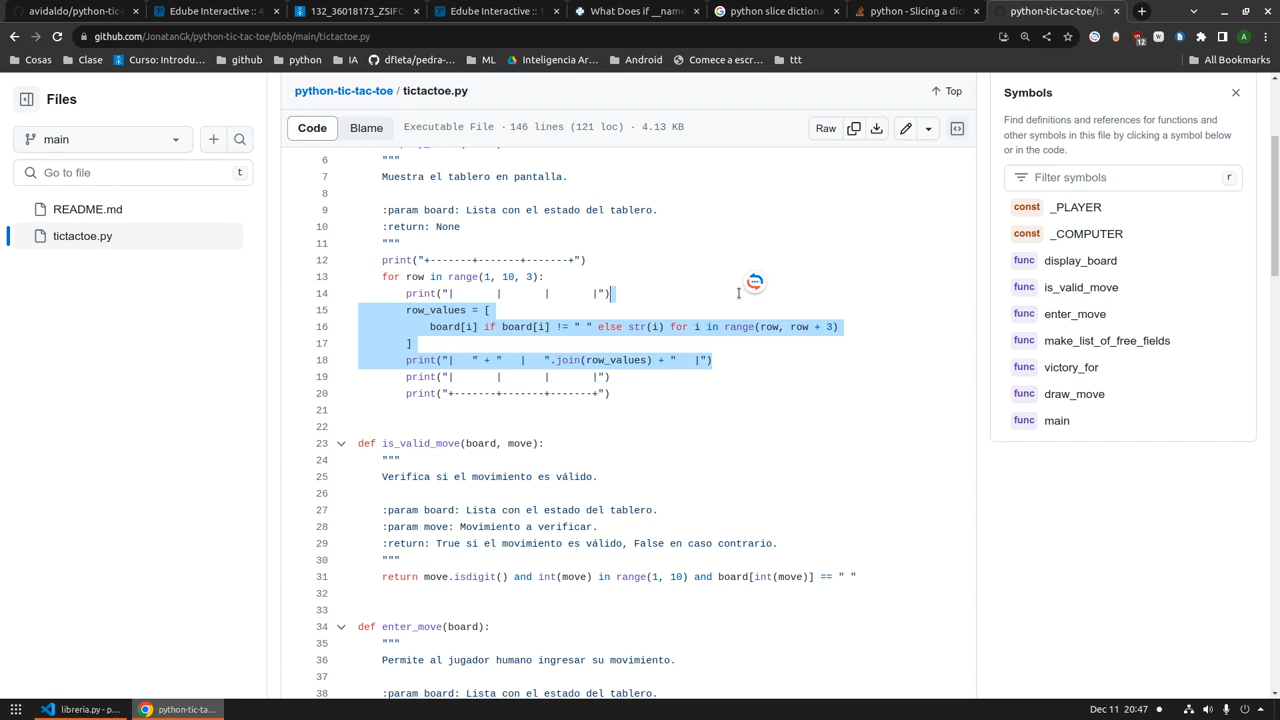 avidaldo/python-tic-t
Edube Interactive :: 4
132_36018173_ZSIFC
Edube Interactive ::
What Does if __name_
python slice dictiona
python - Slicing a dict
python-tic-tac-toe/ti
github.com/JonatanGk/python-tic-tac-toe/blob/main/tictactoe.py
12
A
Cosas
Clase
Curso: Introdu...
github
python
IA
dfleta/pedra-...
ML
Inteligencia Ar...
Android
Comece a escr...
ttt
All Bookmarks
Files
main
Go to file
t
README.md
tictactoe.py
python-tic-tac-toe / tictactoe.py
Top
Code
Blame
Executable File · 146 lines (121 loc) · 4.13 KB
Raw
6 """
7 Muestra el tablero en pantalla.
8
9 :param board: Lista con el estado del tablero.
10 :return: None
11 """
12 print("+-------+-------+-------+")
13 for row in range(1, 10, 3):
14 print("|       |       |       |")
15 row_values = [
16 board[i] if board[i] != " " else str(i) for i in range(row, row + 3)
17 ]
18 print("|   " + "   |   ".join(row_values) + "   |")
19 print("|       |       |       |")
20 print("+-------+-------+-------+")
21
22
23 def is_valid_move(board, move):
24 """
25 Verifica si el movimiento es válido.
26
27 :param board: Lista con el estado del tablero.
28 :param move: Movimiento a verificar.
29 :return: True si el movimiento es válido, False en caso contrario.
30 """
31 return move.isdigit() and int(move) in range(1, 10) and board[int(move)] == " "
32
33
34 def enter_move(board):
35 """
36 Permite al jugador humano ingresar su movimiento.
37
38 :param board: Lista con el estado del tablero.
Symbols
Find definitions and references for functions and
other symbols in this file by clicking a symbol below
or in the code.
Filter symbols
r
const _PLAYER
const _COMPUTER
func display_board
func is_valid_move
func enter_move
func make_list_of_free_fields
func victory_for
func draw_move
func main
libreria.py - p...
python-tic-ta...
Dec 11 20:47